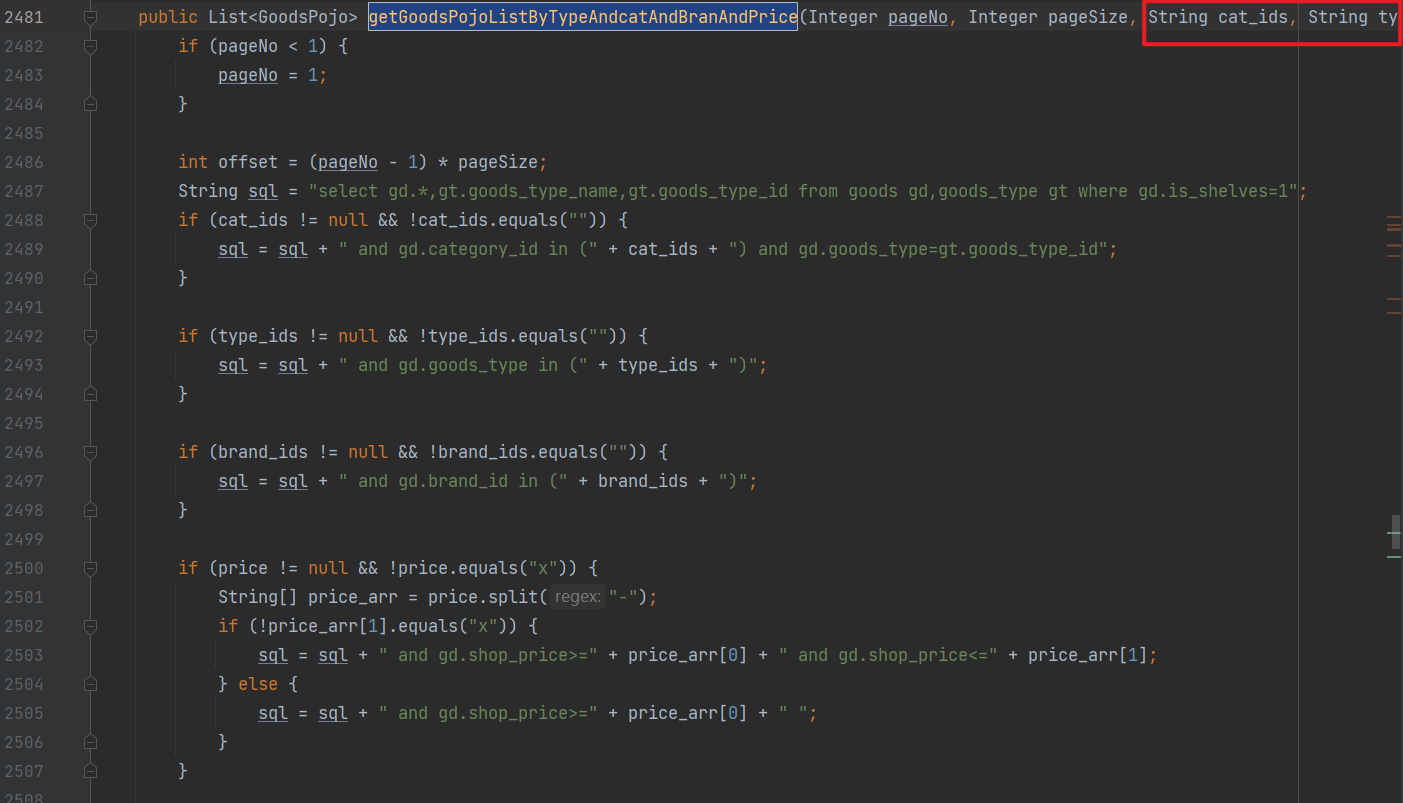 2481 public List<GoodsPojo> getGoodsPojoListByTypeAndcatAndBranAndPrice(Integer pageNo, Integer pageSize, String cat_ids, String ty
2482 if (pageNo < 1) {
2483 pageNo = 1;
2484 }
2485
2486 int offset = (pageNo - 1) * pageSize;
2487 String sql = "select gd.*,gt.goods_type_name,gt.goods_type_id from goods gd,goods_type gt where gd.is_shelves=1";
2488 if (cat_ids != null && !cat_ids.equals("")) {
2489 sql = sql + " and gd.category_id in (" + cat_ids + ") and gd.goods_type=gt.goods_type_id";
2490 }
2491
2492 if (type_ids != null && !type_ids.equals("")) {
2493 sql = sql + " and gd.goods_type in (" + type_ids + ")";
2494 }
2495
2496 if (brand_ids != null && !brand_ids.equals("")) {
2497 sql = sql + " and gd.brand_id in (" + brand_ids + ")";
2498 }
2499
2500 if (price != null && !price.equals("x")) {
2501 String[] price_arr = price.split( regex: "-");
2502 if (!price_arr[1].equals("x")) {
2503 sql = sql + " and gd.shop_price>=" + price_arr[0] + " and gd.shop_price<=" + price_arr[1];
2504 } else {
2505 sql = sql + " and gd.shop_price>=" + price_arr[0] + " ";
2506 }
2507 }
2508